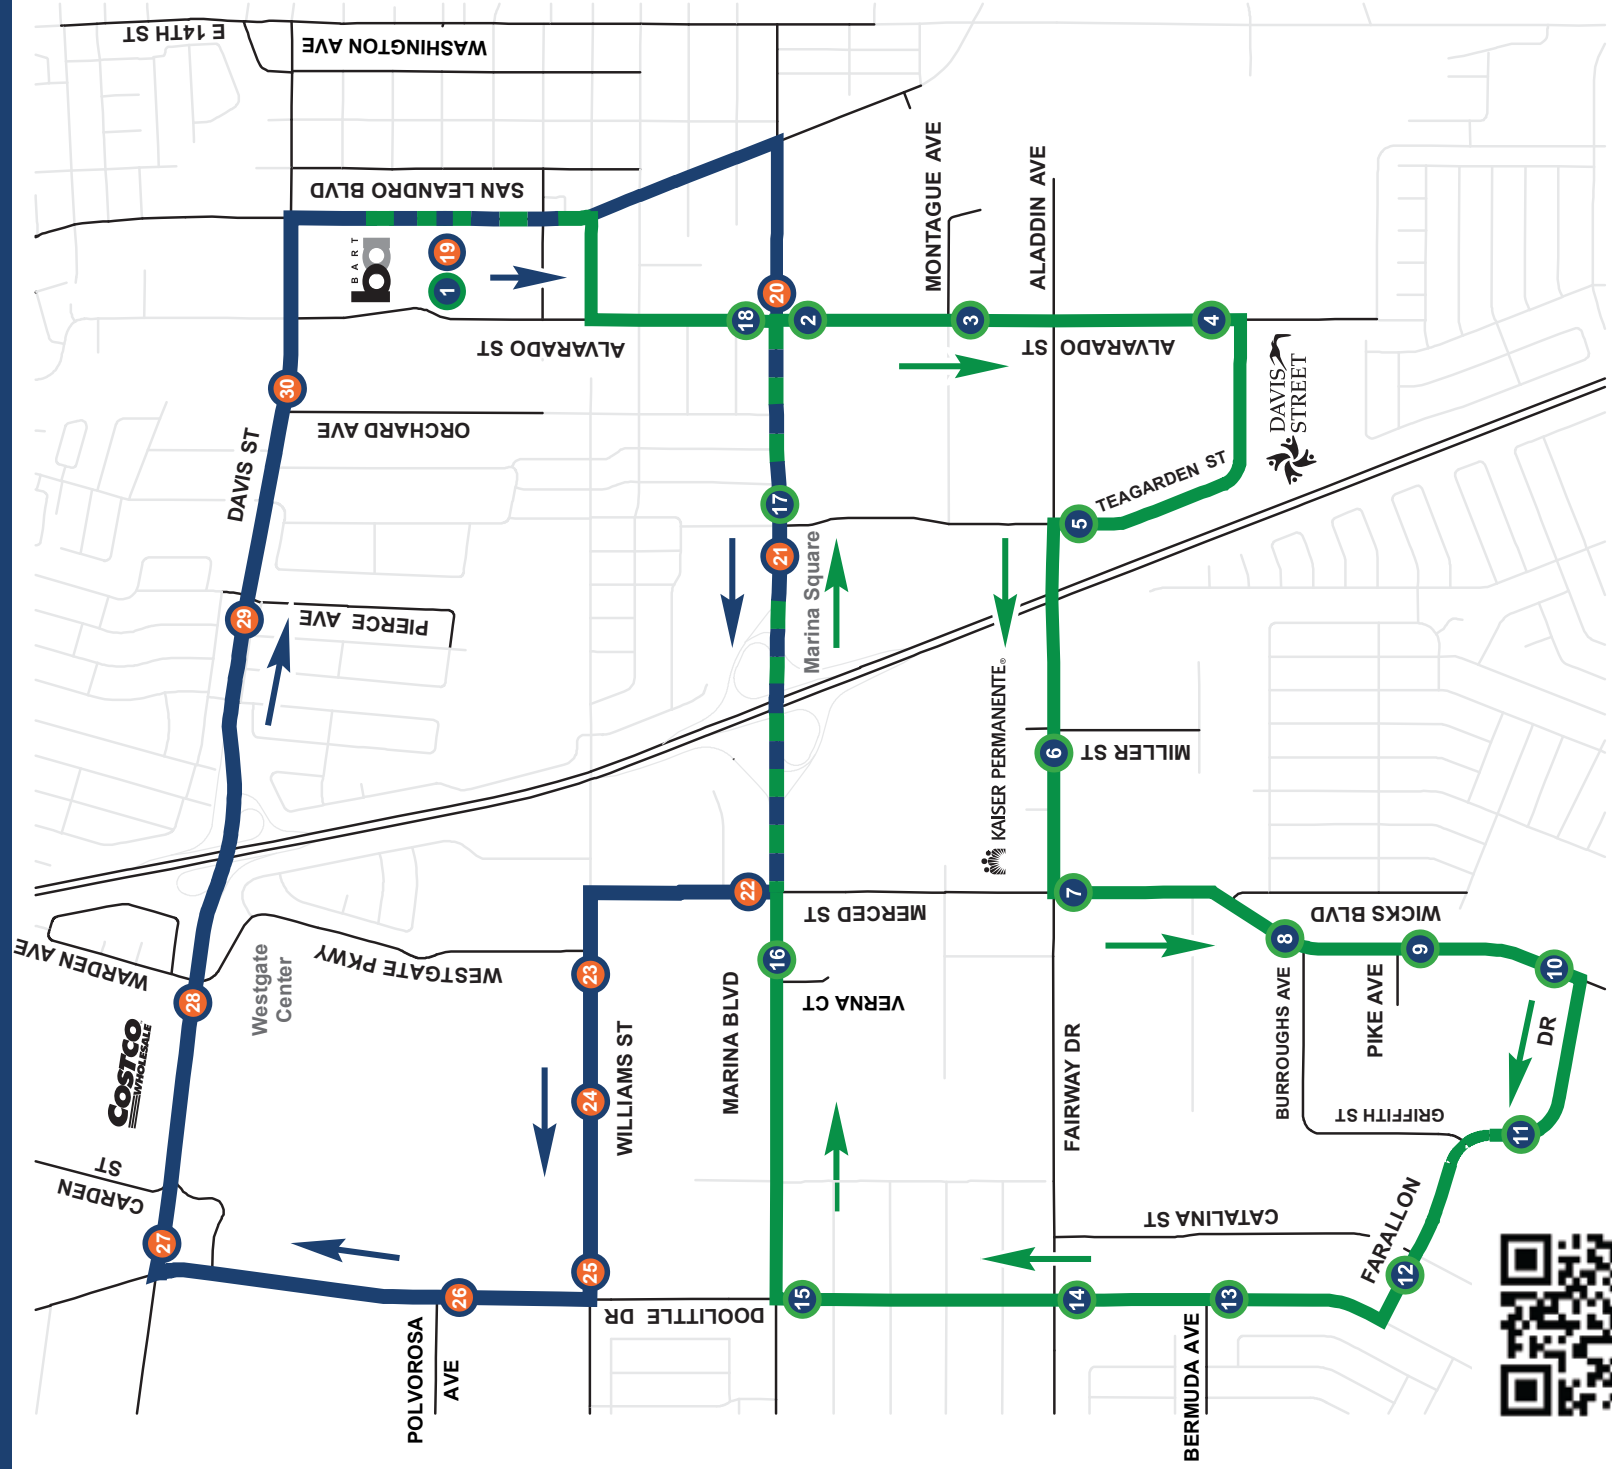 E 14TH ST
WASHINGTON AVE
SAN LEANDRO BLVD
BART
ba
19
1
MONTAGUE AVE
ALADDIN AVE
20
18
2
3
4
ALVARADO ST
ALVARADO ST
30
ORCHARD AVE
DAVIS ST
DAVIS
STREET
TEAGARDEN ST
17
5
21
Marina Square
29
PIERCE AVE
KAISER PERMANENTE®
6
MILLER ST
22
7
MERCED ST
WICKS BLVD
8
9
10
WARDEN AVE
WESTGATE PKWY
Westgate
Center
23
16
VERNA CT
28
COSTCO
WHOLESALE
WILLIAMS ST
MARINA BLVD
FAIRWAY DR
BURROUGHS AVE
PIKE AVE
DR
24
GRIFFITH ST
11
CARDEN
ST
CATALINA ST
FARALLON
27
25
12
26
15
14
13
DOOLITTLE DR
POLVOROSA
AVE
BERMUDA AVE